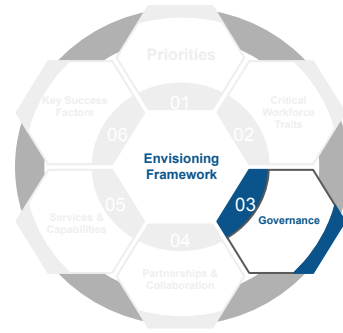 Priorities
01
Key Success
Factors
06
Critical
Workforce
Traits
02
Envisioning
Framework
Services &
Capabilities
05
03
Governance
04
Partnerships &
Collaboration